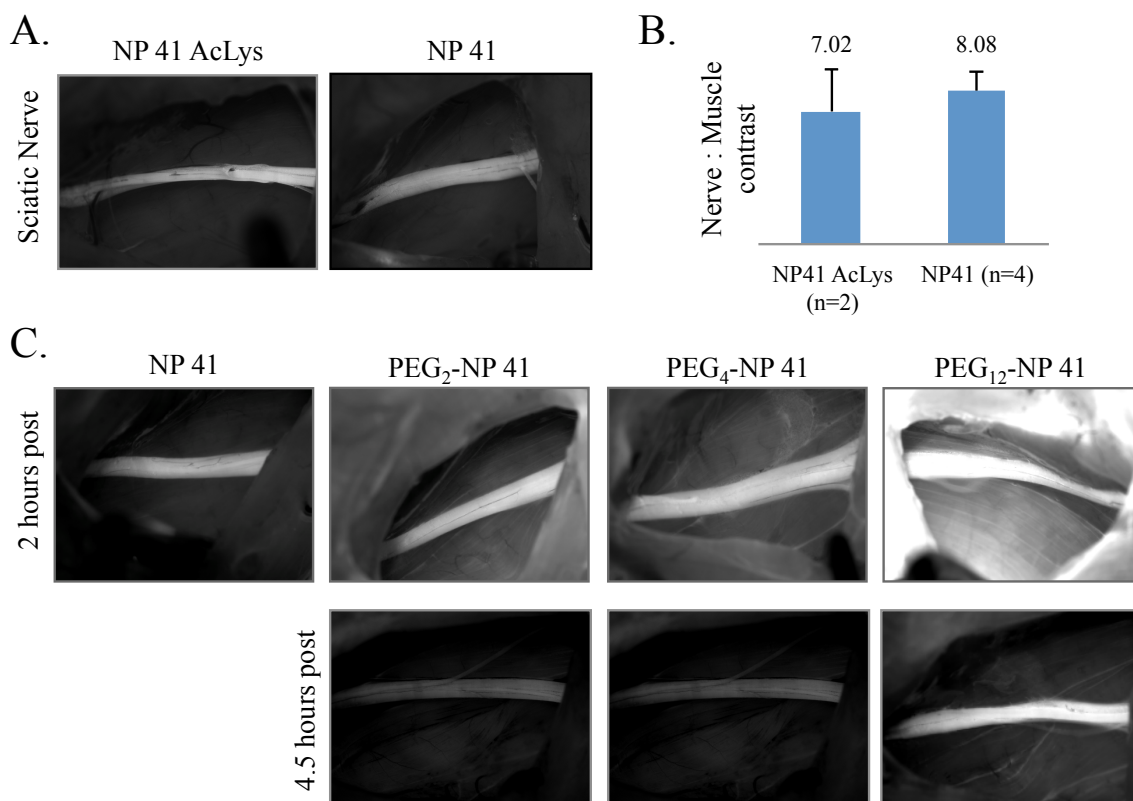 A.
NP 41 AcLys
NP 41
Sciatic Nerve
B.
7.02
8.08
Nerve : Muscle
contrast
NP41 AcLys
(n=2)
NP41 (n=4)
C.
NP 41
PEG₂-NP 41
PEG₄-NP 41
PEG₁₂-NP 41
2 hours post
4.5 hours post